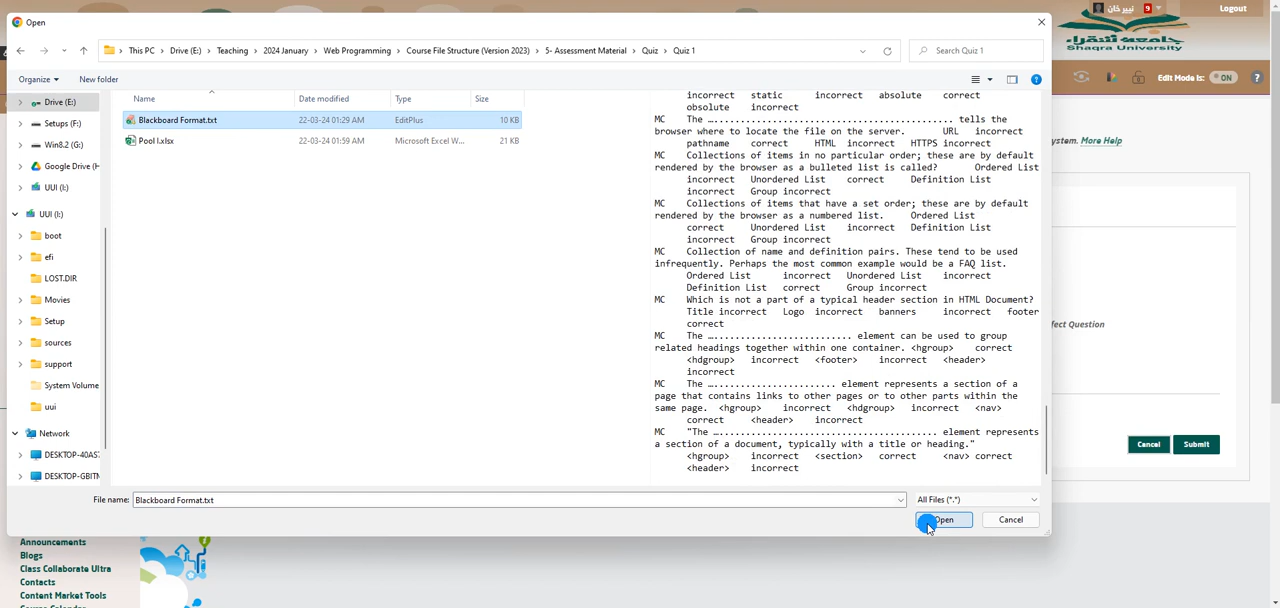 Open
نيير خان
9
Logout
جامعة شقراء
Shaqra University
This PC > Drive (E:) > Teaching > 2024 January > Web Programming > Course File Structure (Version 2023) > 5- Assessment Material > Quiz > Quiz 1
Search Quiz 1
Organize
New folder
Edit Mode is:
ON
?
Name
Date modified
Type
Size
Blackboard Format.txt
22-03-24 01:29 AM
EditPlus
10 KB
Pool I.xlsx
22-03-24 01:59 AM
Microsoft Excel W...
21 KB
Drive (E:)
Setups (F:)
Win8.2 (G:)
Google Drive (H
UUI (I:)
UUI (I:)
boot
efi
LOST.DIR
Movies
Setup
sources
support
System Volume
uui
Network
DESKTOP-40AS
DESKTOP-GBITN
incorrect static incorrect absolute correct
obsolute incorrect
MC The …......................................... tells the
browser where to locate the file on the server. URL incorrect
pathname correct HTML incorrect HTTPS incorrect
MC Collections of items in no particular order; these are by default
rendered by the browser as a bulleted list is called? Ordered List
incorrect Unordered List correct Definition List
incorrect Group incorrect
MC Collections of items that have a set order; these are by default
rendered by the browser as a numbered list. Ordered List
correct Unordered List incorrect Definition List
incorrect Group incorrect
MC Collection of name and definition pairs. These tend to be used
infrequently. Perhaps the most common example would be a FAQ list.
Ordered List incorrect Unordered List incorrect
Definition List correct Group incorrect
MC Which is not a part of a typical header section in HTML Document?
Title incorrect Logo incorrect banners incorrect footer
correct
MC The …........................ element can be used to group
related headings together within one container. <hgroup> correct
<hdgroup> incorrect <footer> incorrect <header>
incorrect
MC The …..................... element represents a section of a
page that contains links to other pages or to other parts within the
same page. <hgroup> incorrect <hdgroup> incorrect <nav>
correct <header> incorrect
MC "The …...................................... element represents
a section of a document, typically with a title or heading."
<hgroup> incorrect <section> correct <nav> correct
<header> incorrect
ystem. More Help
fect Question
Cancel
Submit
File name:
Blackboard Format.txt
All Files (*.*)
Open
Cancel
Announcements
Blogs
Class Collaborate Ultra
Contacts
Content Market Tools
Course Calendar